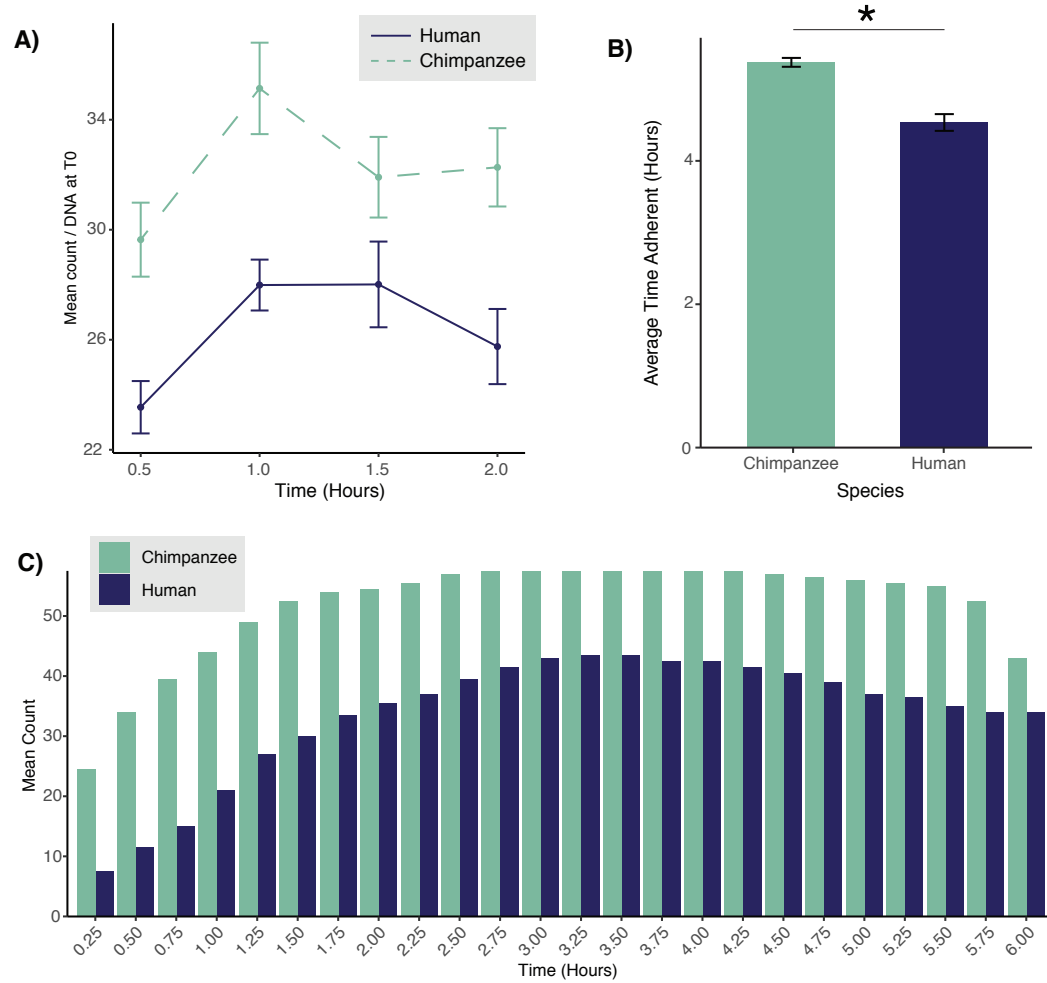 A)
Human
Chimpanzee
Mean count / DNA at T0
34
30
26
22
0.5 1.0 1.5 2.0
Time (Hours)
B)
*
Average Time Adherent (Hours)
4
2
0
Chimpanzee Human
Species
C)
Chimpanzee
Human
Mean Count
50
40
30
20
10
0
0.25 0.50 0.75 1.00 1.25 1.50 1.75 2.00 2.25 2.50 2.75 3.00 3.25 3.50 3.75 4.00 4.25 4.50 4.75 5.00 5.25 5.50 5.75 6.00
Time (Hours)